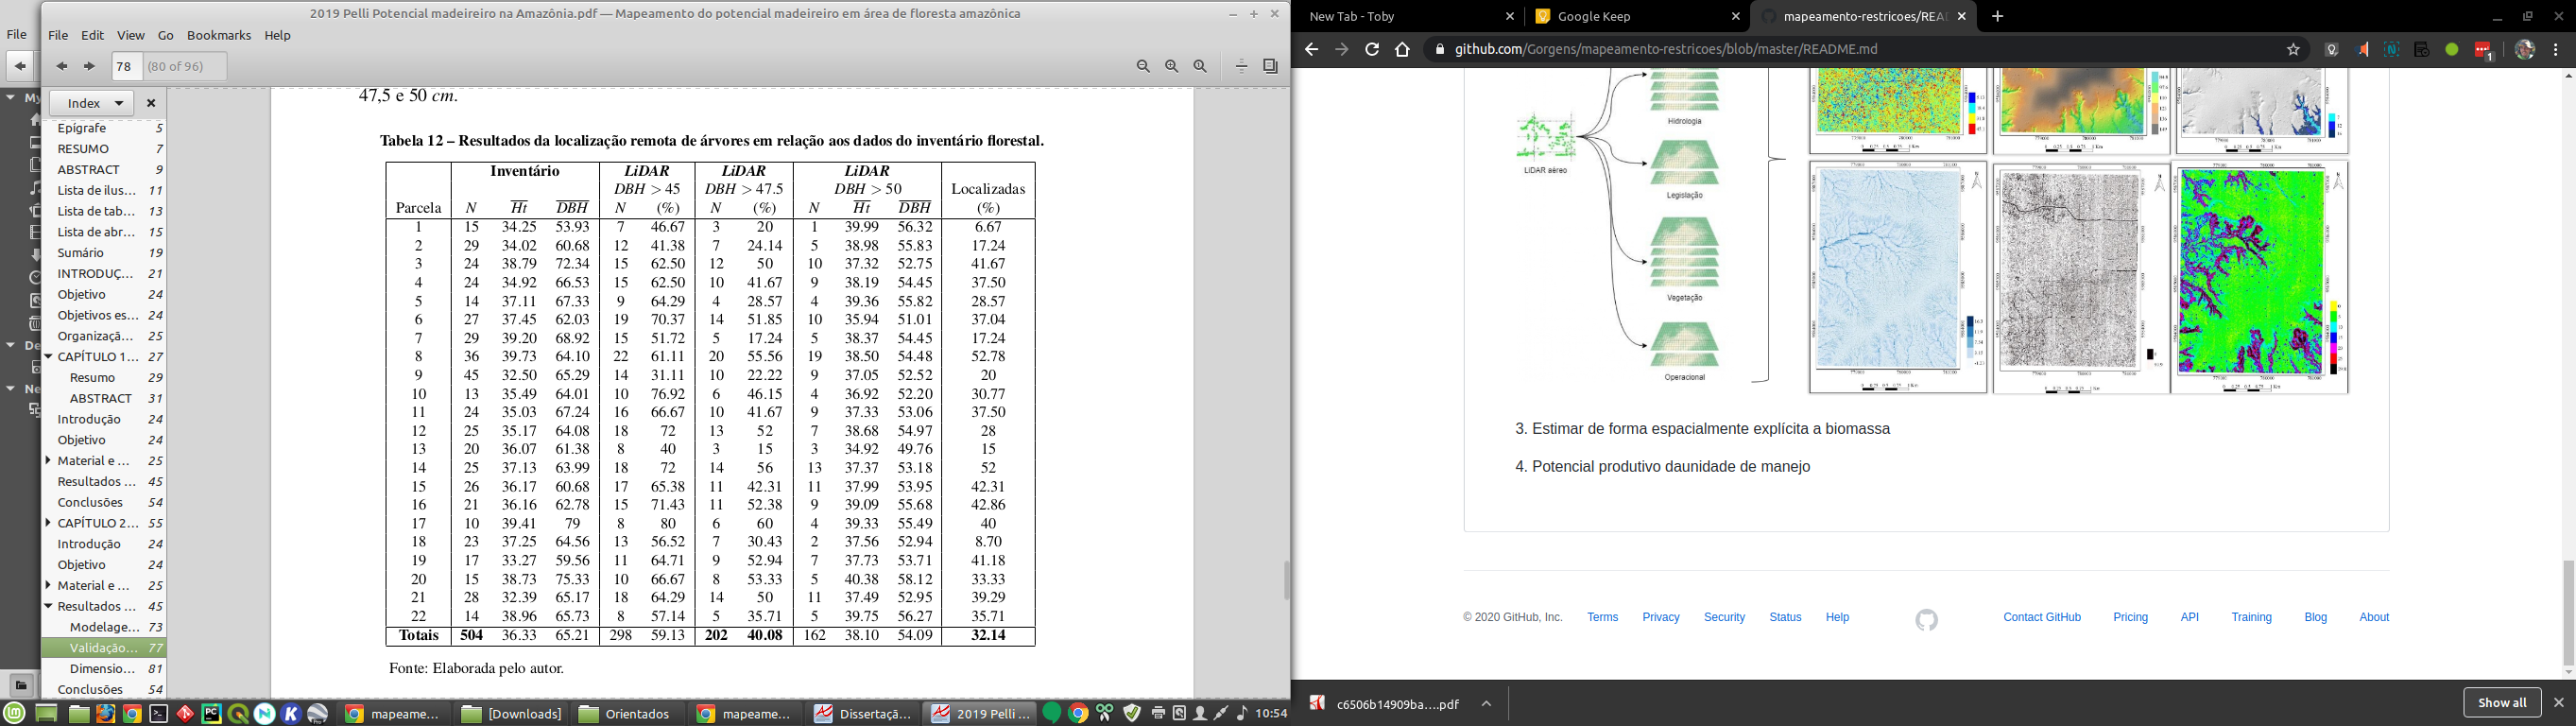 2019 Pelli Potencial madeireiro na Amazônia.pdf — Mapeamento do potencial madeireiro em área de floresta amazônica
File
File Edit View Go Bookmarks Help
78 (80 of 96)
Index
My
De
Ne
Epígrafe 5
RESUMO 7
ABSTRACT 9
Lista de ilus... 11
Lista de tab... 13
Lista de abr... 15
Sumário 19
INTRODUÇ... 21
Objetivo 24
Objetivos es... 24
Organizaçã... 25
CAPÍTULO 1... 27
Resumo 29
ABSTRACT 31
Introdução 24
Objetivo 24
Material e ... 25
Resultados ... 45
Conclusões 54
CAPÍTULO 2... 55
Introdução 24
Objetivo 24
Material e ... 25
Resultados ... 45
Modelage... 73
Validação... 77
Dimensio... 81
Conclusões 54
47,5 e 50 cm.
Tabela 12 – Resultados da localização remota de árvores em relação aos dados do inventário florestal.
Inventário LiDAR LiDAR LiDAR
DBH > 45 DBH > 47.5 DBH > 50 Localizadas
Parcela N Ht DBH N (%) N (%) N Ht DBH (%)
1 15 34.25 53.93 7 46.67 3 20 1 39.99 56.32 6.67
2 29 34.02 60.68 12 41.38 7 24.14 5 38.98 55.83 17.24
3 24 38.79 72.34 15 62.50 12 50 10 37.32 52.75 41.67
4 24 34.92 66.53 15 62.50 10 41.67 9 38.19 54.45 37.50
5 14 37.11 67.33 9 64.29 4 28.57 4 39.36 55.82 28.57
6 27 37.45 62.03 19 70.37 14 51.85 10 35.94 51.01 37.04
7 29 39.20 68.92 15 51.72 5 17.24 5 38.37 54.45 17.24
8 36 39.73 64.10 22 61.11 20 55.56 19 38.50 54.48 52.78
9 45 32.50 65.29 14 31.11 10 22.22 9 37.05 52.52 20
10 13 35.49 64.01 10 76.92 6 46.15 4 36.92 52.20 30.77
11 24 35.03 67.24 16 66.67 10 41.67 9 37.33 53.06 37.50
12 25 35.17 64.08 18 72 13 52 7 38.68 54.97 28
13 20 36.07 61.38 8 40 3 15 3 34.92 49.76 15
14 25 37.13 63.99 18 72 14 56 13 37.37 53.18 52
15 26 36.17 60.68 17 65.38 11 42.31 11 37.99 53.95 42.31
16 21 36.16 62.78 15 71.43 11 52.38 9 39.09 55.68 42.86
17 10 39.41 79 8 80 6 60 4 39.33 55.49 40
18 23 37.25 64.56 13 56.52 7 30.43 2 37.56 52.94 8.70
19 17 33.27 59.56 11 64.71 9 52.94 7 37.73 53.71 41.18
20 15 38.73 75.33 10 66.67 8 53.33 5 40.38 58.12 33.33
21 28 32.39 65.17 18 64.29 14 50 11 37.49 52.95 39.29
22 14 38.96 65.73 8 57.14 5 35.71 5 39.75 56.27 35.71
Totais 504 36.33 65.21 298 59.13 202 40.08 162 38.10 54.09 32.14
Fonte: Elaborada pelo autor.
mapeame... [Downloads] Orientados mapeame... Dissertaçã... 2019 Pelli ... 10:54
New Tab - Toby
Google Keep
mapeamento-restricoes/REA
github.com/Gorgens/mapeamento-restricoes/blob/master/README.md
LiDAR aéreo
Hidrologia
Legislação
Vegetação
Operacional
3. Estimar de forma espacialmente explícita a biomassa
4. Potencial produtivo daunidade de manejo
© 2020 GitHub, Inc. Terms Privacy Security Status Help Contact GitHub Pricing API Training Blog About
c6506b14909ba....pdf
Show all